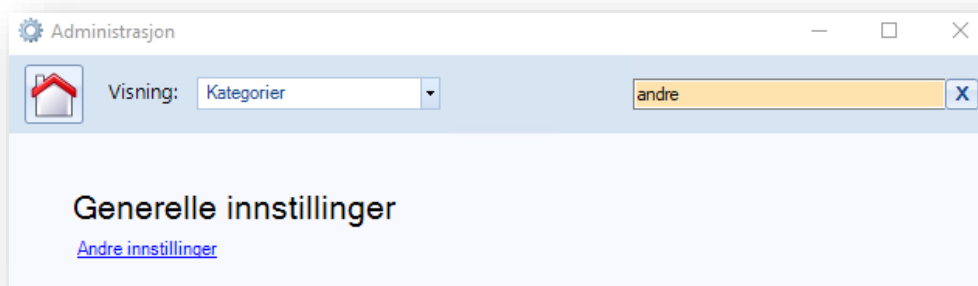 Administrasjon
Visning: Kategorier andre X
Generelle innstillinger
Andre innstillinger